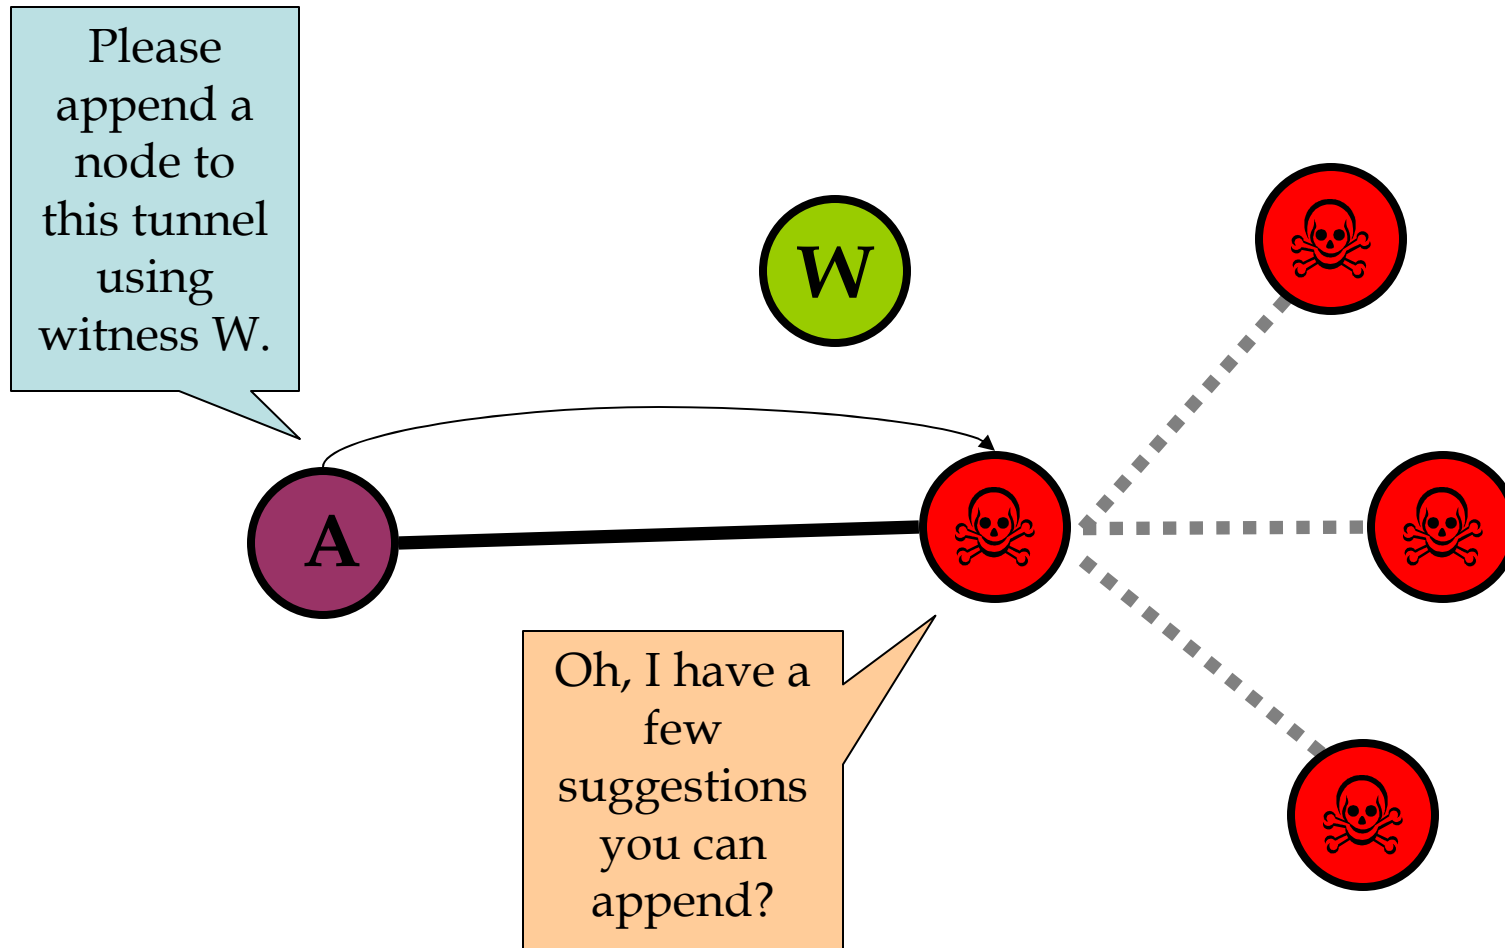 Please
append a
node to
this tunnel
using
witness W.
W
A
Oh, I have a
few
suggestions
you can
append?